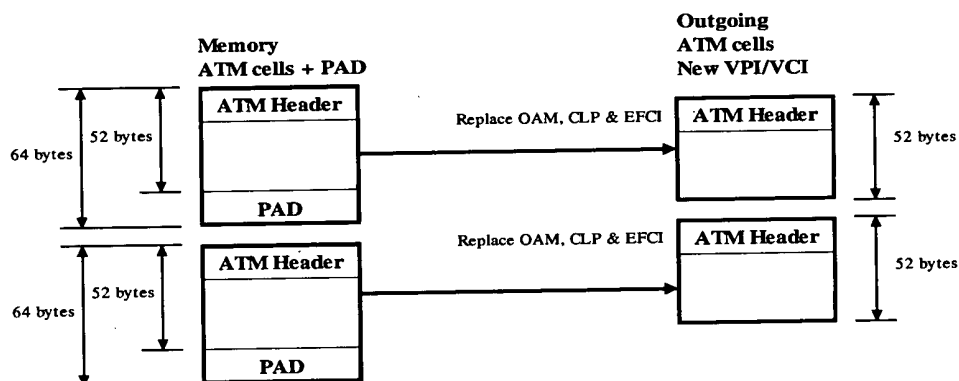 Memory
ATM cells + PAD
Outgoing
ATM cells
New VPI/VCI
64 bytes
52 bytes
ATM Header
PAD
Replace OAM, CLP & EFCI
ATM Header
52 bytes
64 bytes
52 bytes
ATM Header
PAD
Replace OAM, CLP & EFCI
ATM Header
52 bytes